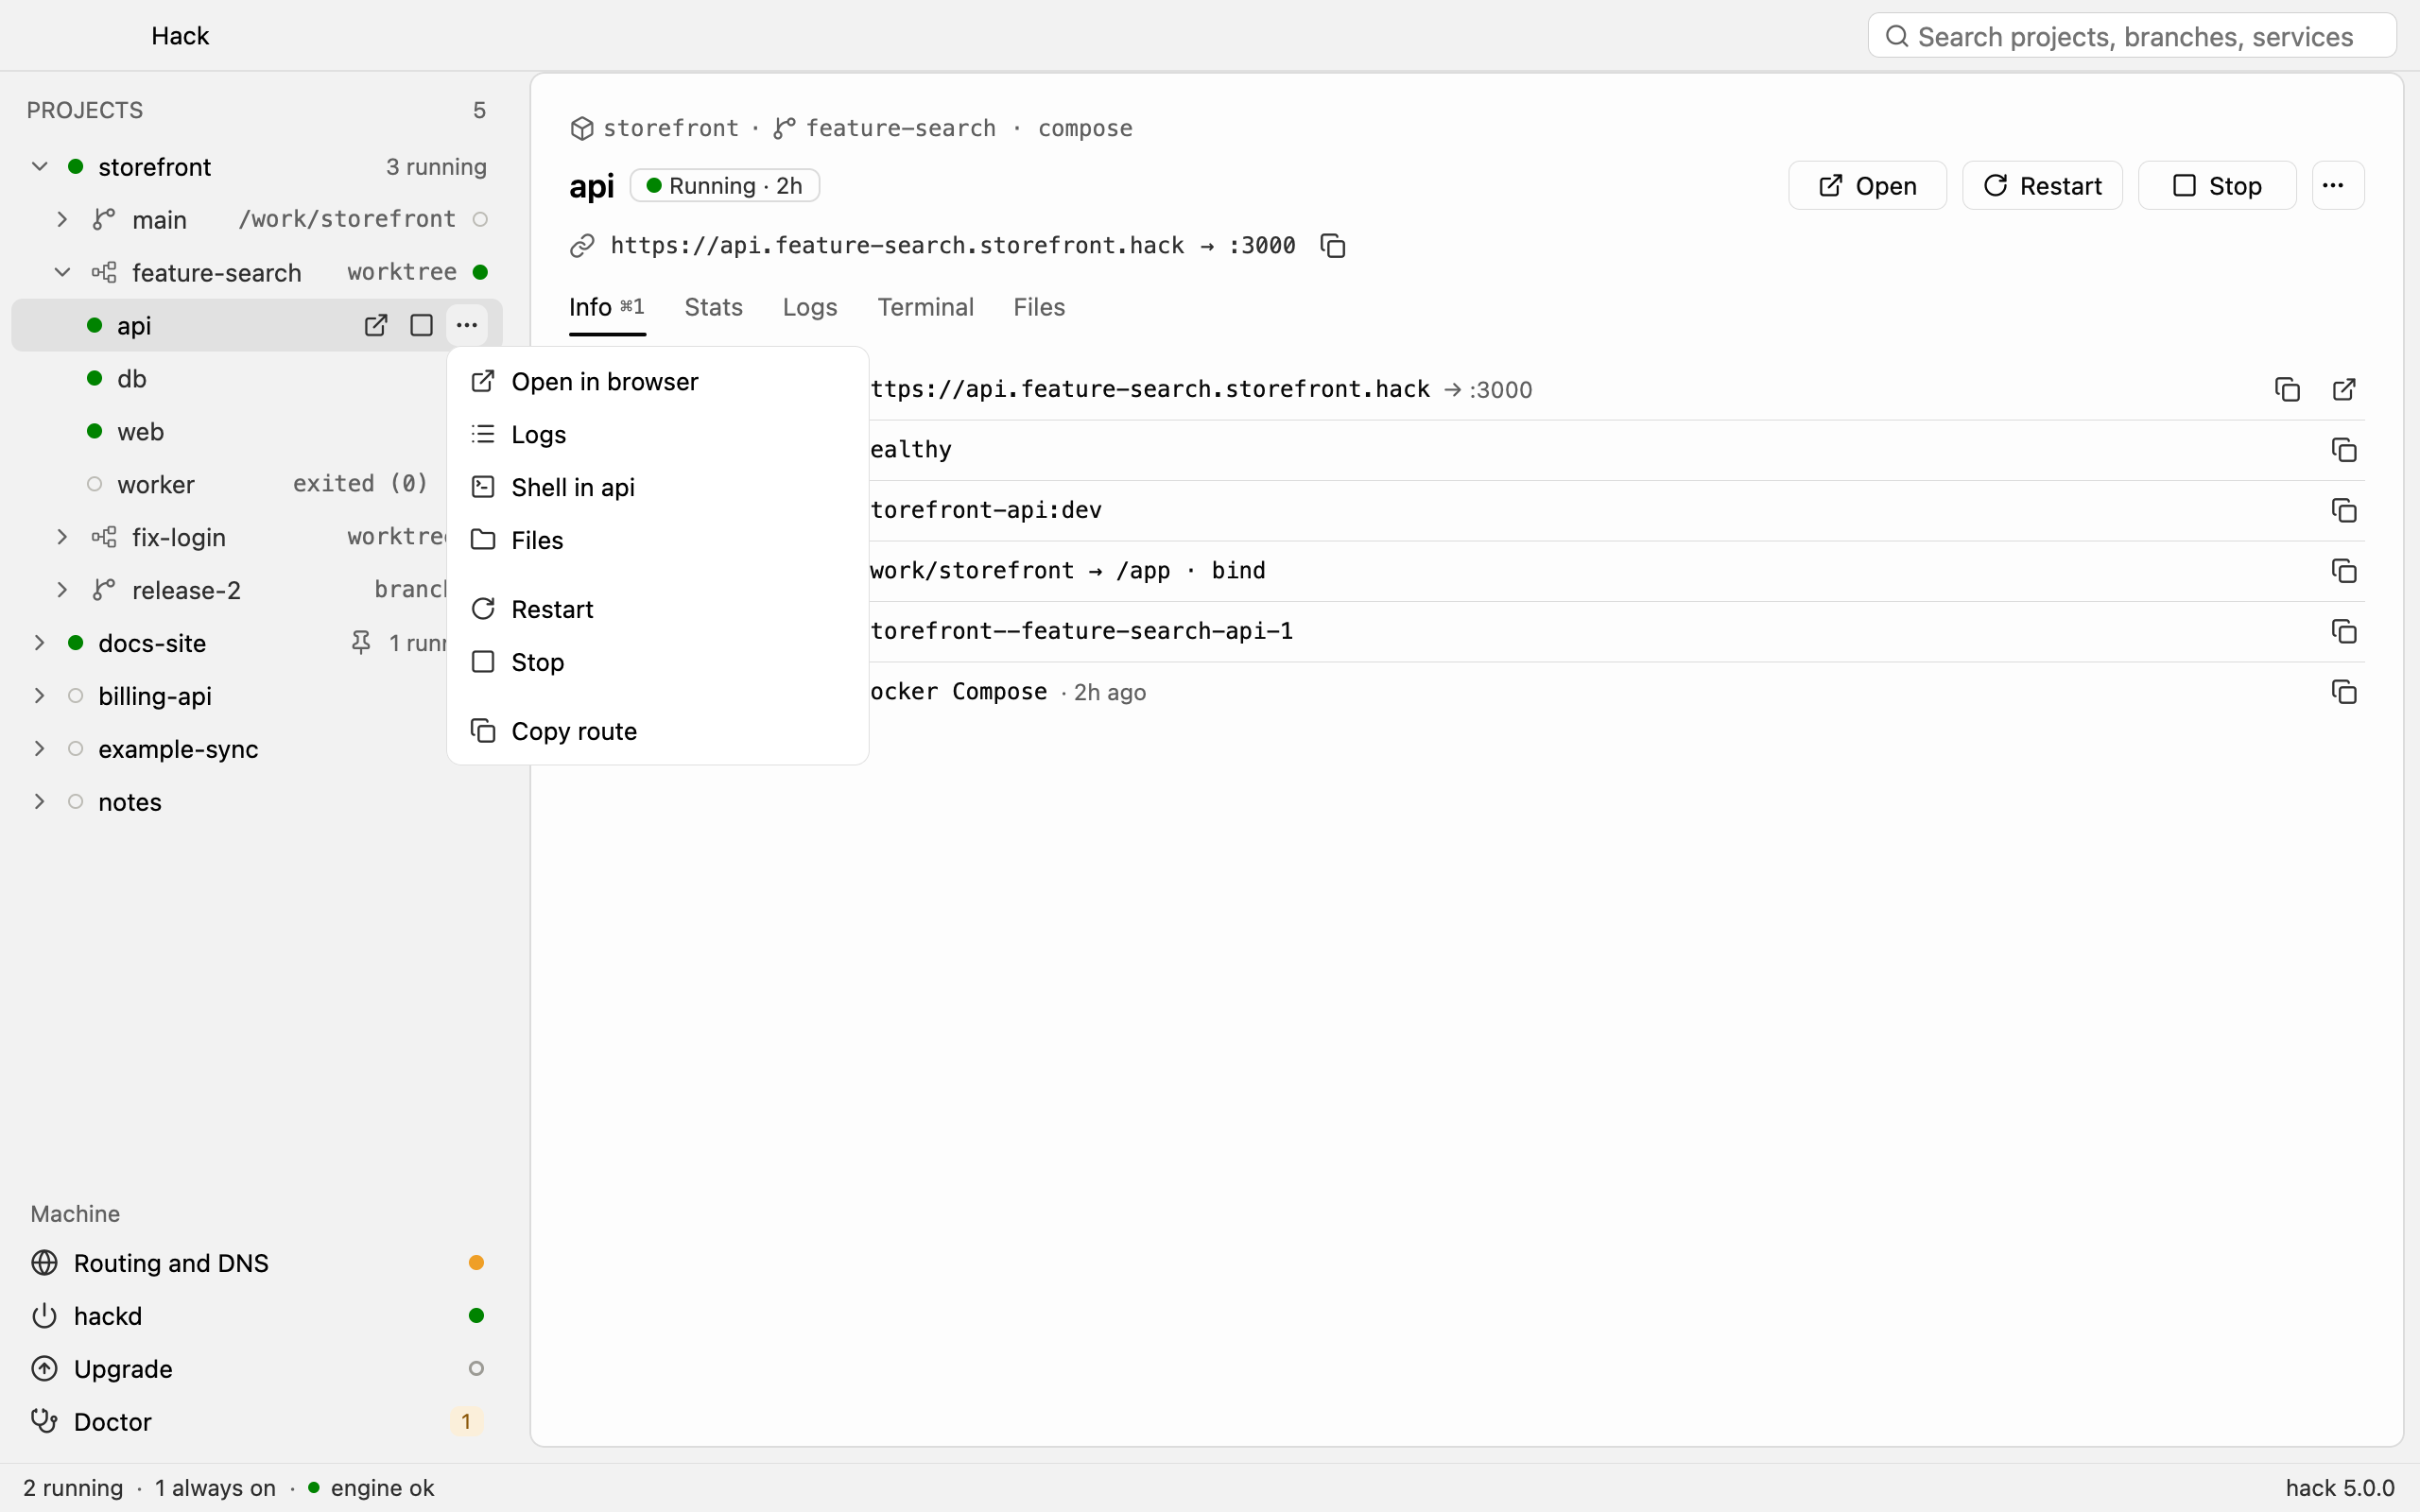 Hack
Search projects, branches, services
PROJECTS 5
storefront 3 running
main /work/storefront
feature-search worktree
api
db
web
worker exited (0)
fix-login
release-2
docs-site 1
billing-api
example-sync
notes
Machine
Routing and DNS
hackd
Upgrade
Doctor 1
storefront · feature-search · compose
api Running · 2h
Open Restart Stop ...
https://api.feature-search.storefront.hack → :3000
Info ⌘1 Stats Logs Terminal Files
Open in browser
Logs
Shell in api
Files
Restart
Stop
Copy route
ttps://api.feature-search.storefront.hack → :3000
ealthy
torefront-api:dev
work/storefront → /app · bind
torefront--feature-search-api-1
ocker Compose · 2h ago
2 running · 1 always on · engine ok
hack 5.0.0